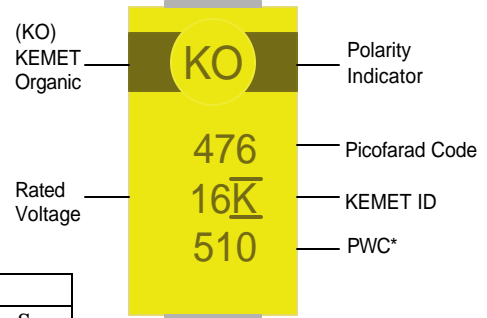 (KO)
KEMET
Organic
KO
Polarity
Indicator
476
Picofarad Code
Rated
Voltage
16K
KEMET ID
510
PWC*